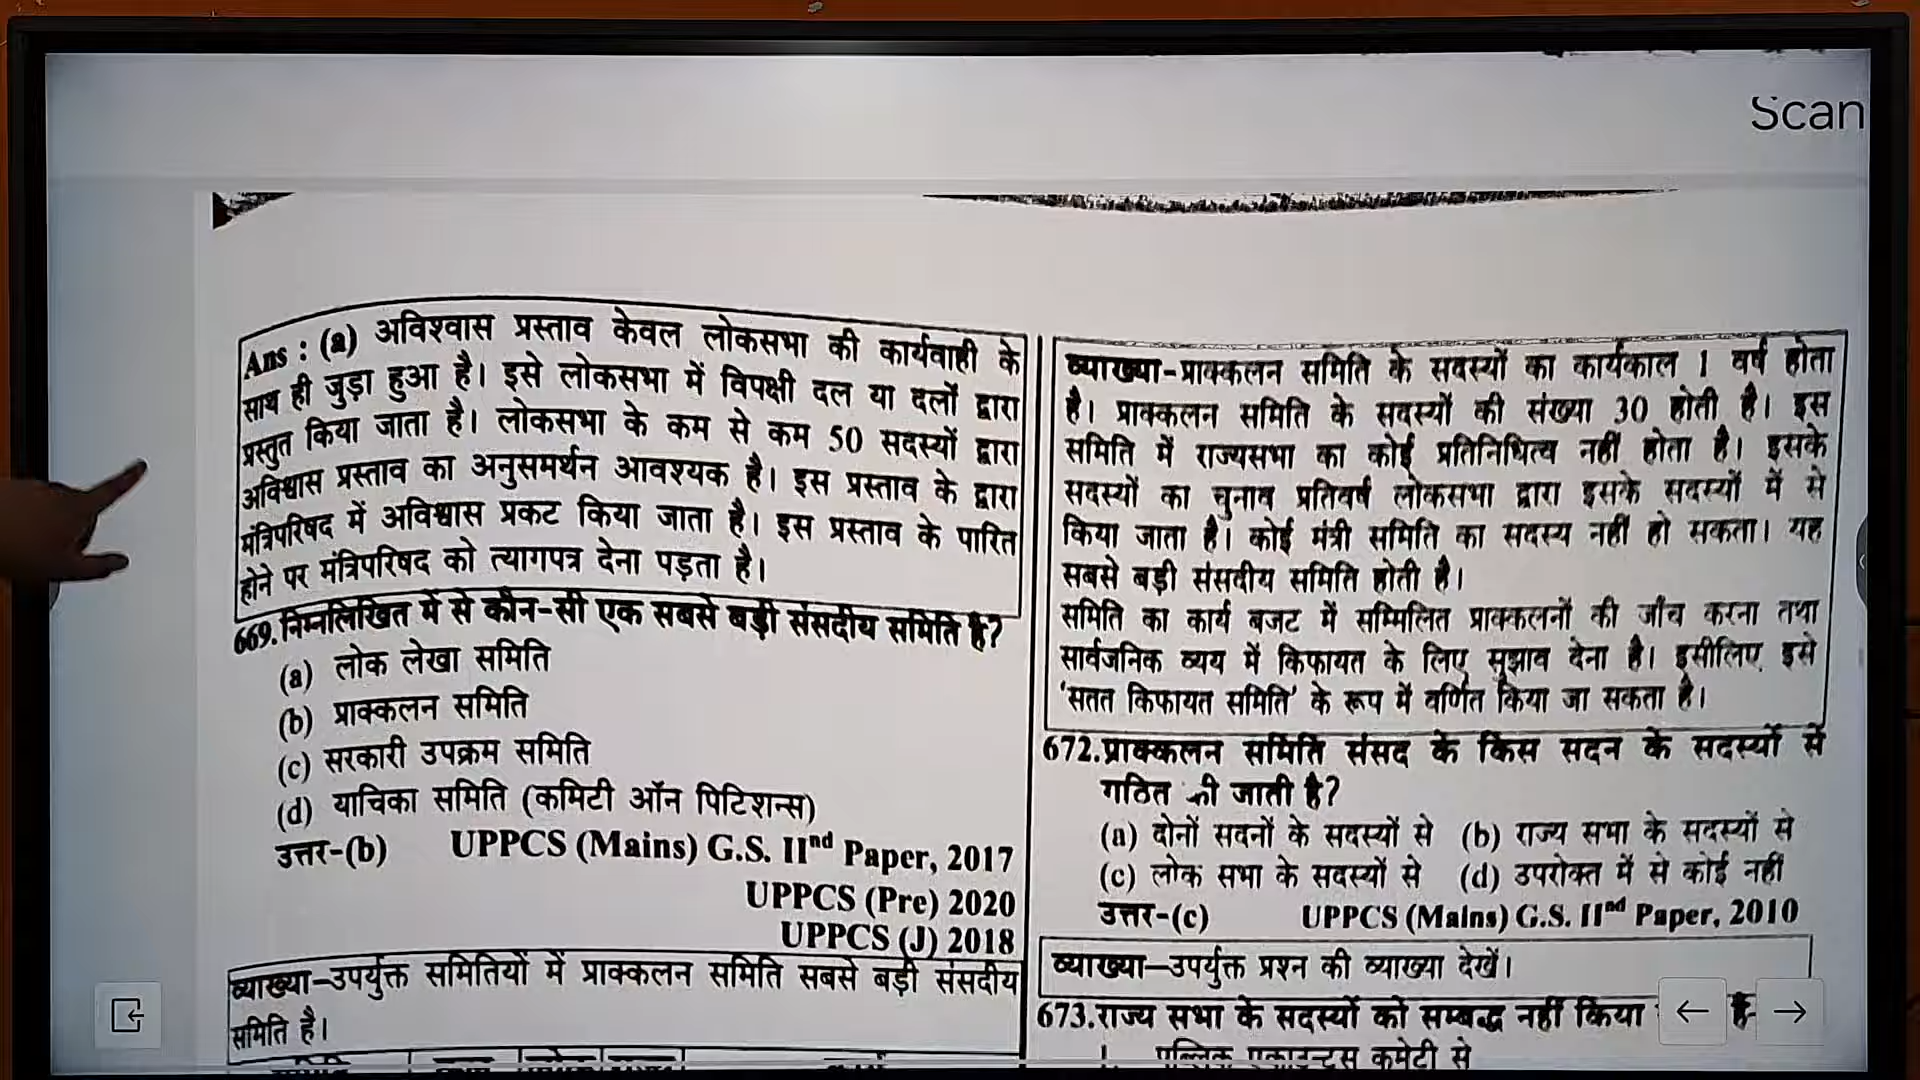 Scan
Ans : (a) अविश्वास प्रस्ताव केवल लोकसभा की कार्यवाही के
साथ ही जुड़ा हुआ है। इसे लोकसभा में विपक्षी दल या दलों द्वारा
प्रस्तुत किया जाता है। लोकसभा के कम से कम 50 सदस्यों द्वारा
अविश्वास प्रस्ताव का अनुसमर्थन आवश्यक है। इस प्रस्ताव के द्वारा
मंत्रिपरिषद में अविश्वास प्रकट किया जाता है। इस प्रस्ताव के पारित
होने पर मंत्रिपरिषद को त्यागपत्र देना पड़ता है।
669. निम्नलिखित में से कौन-सी एक सबसे बड़ी संसदीय समिति है?
(a) लोक लेखा समिति
(b) प्राक्कलन समिति
(c) सरकारी उपक्रम समिति
(d) याचिका समिति (कमिटी ऑन पिटिशन्स)
उत्तर-(b) UPPCS (Mains) G.S. IInd Paper, 2017
UPPCS (Pre) 2020
UPPCS (J) 2018
व्याख्या–उपर्युक्त समितियों में प्राक्कलन समिति सबसे बड़ी संसदीय
समिति है।
व्याख्या-प्राक्कलन समिति के सदस्यों का कार्यकाल 1 वर्ष होता
है। प्राक्कलन समिति के सदस्यों की संख्या 30 होती है। इस
समिति में राज्यसभा का कोई प्रतिनिधित्व नहीं होता है। इसके
सदस्यों का चुनाव प्रतिवर्ष लोकसभा द्वारा इसके सदस्यों में से
किया जाता है। कोई मंत्री समिति का सदस्य नहीं हो सकता। यह
सबसे बड़ी संसदीय समिति होती है।
समिति का कार्य बजट में सम्मिलित प्राक्कलनों की जाँच करना तथा
सार्वजनिक व्यय में किफायत के लिए सुझाव देना है। इसीलिए इसे
'सतत किफायत समिति' के रूप में वर्णित किया जा सकता है।
672. प्राक्कलन समिति संसद के किस सदन के सदस्यों से
गठित की जाती है?
(a) दोनों सदनों के सदस्यों से (b) राज्य सभा के सदस्यों से
(c) लोक सभा के सदस्यों से (d) उपरोक्त में से कोई नहीं
उत्तर-(c) UPPCS (Mains) G.S. IInd Paper, 2010
व्याख्या–उपर्युक्त प्रश्न की व्याख्या देखें।
673. राज्य सभा के सदस्यों को सम्बद्ध नहीं किया
पब्लिक एकाउन्ट्स कमेटी से